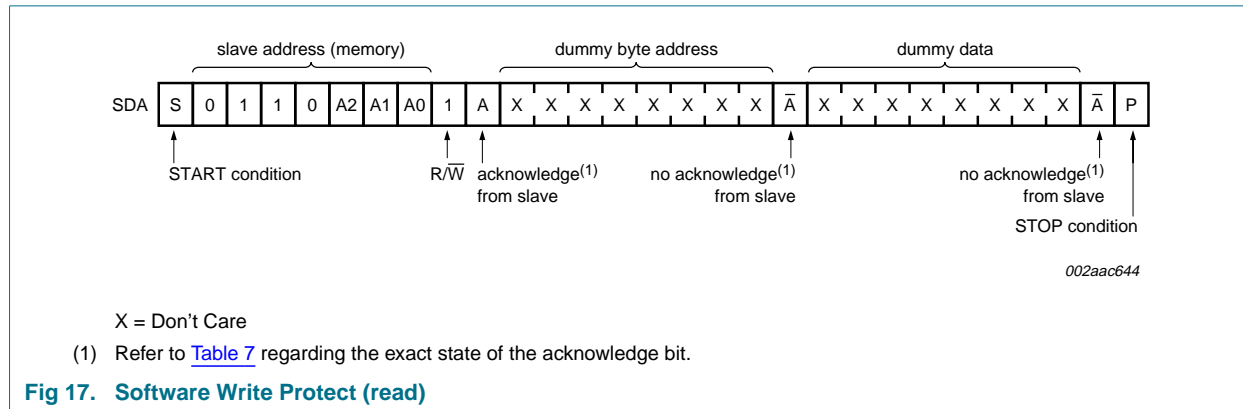 slave address (memory) dummy byte address dummy data
SDA S 0 1 1 0 A2 A1 A0 1 A X X X X X X X X A̅ X X X X X X X X A̅ P
START condition R/W̅ acknowledge(1) from slave no acknowledge(1) from slave no acknowledge(1) from slave
STOP condition
002aac644
X = Don't Care
(1) Refer to Table 7 regarding the exact state of the acknowledge bit.
Fig 17. Software Write Protect (read)